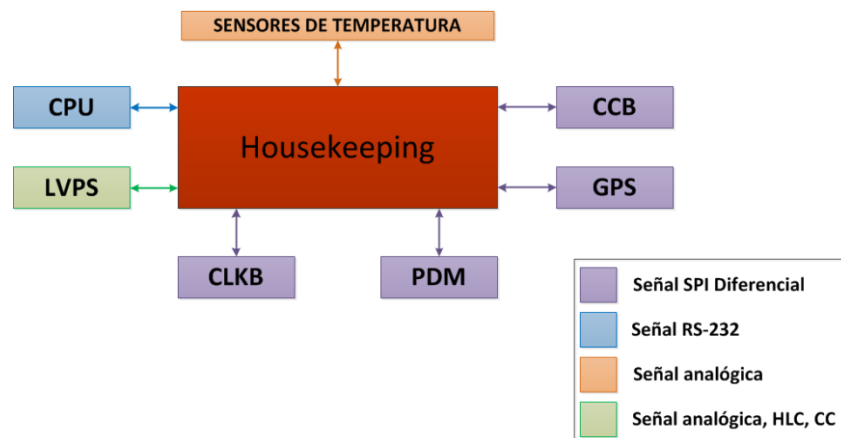 SENSORES DE TEMPERATURA
CPU
CCB
Housekeeping
LVPS
GPS
CLKB
PDM
Señal SPI Diferencial
Señal RS-232
Señal analógica
Señal analógica, HLC, CC